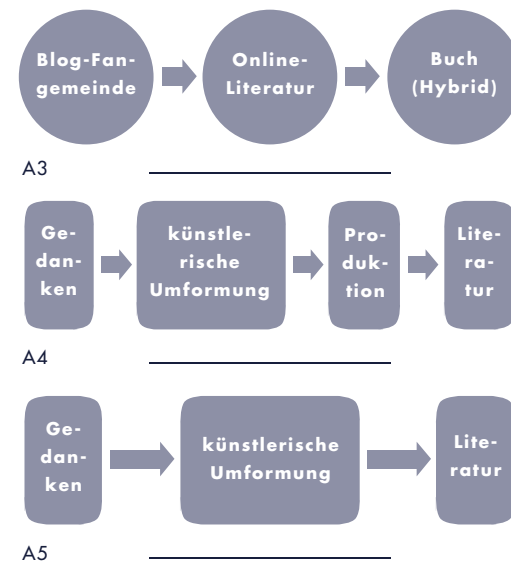 Blog-Fan-
gemeinde
Online-
Literatur
Buch
(Hybrid)
A3
Ge-
dan-
ken
künstle-
rische
Umformung
Pro-
duk-
tion
Lite-
ra-
tur
A4
Ge-
dan-
ken
künstlerische
Umformung
Lite-
ratur
A5